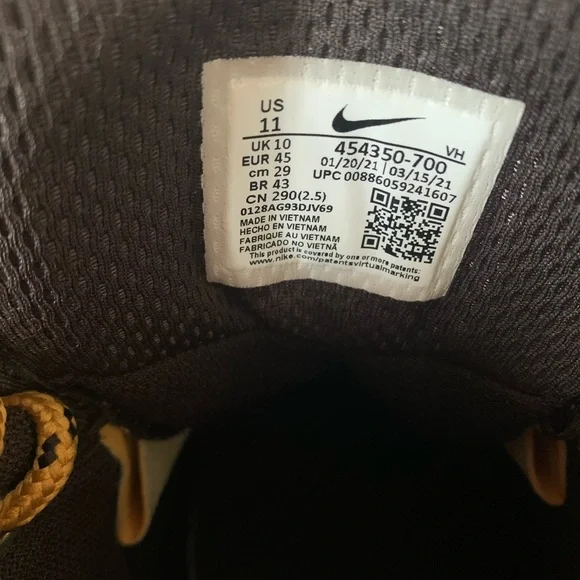 US
11
UK 10
EUR 45
cm 29
BR 43
CN 290(2.5)
0128AG93DJV69
VH
454350-700
01/20/21 03/15/21
UPC 00886059241607
MADE IN VIETNAM
HECHO EN VIETNAM
FABRIQUE AU VIETNAM
FABRICADO NO VIETNÃ
This product is covered by one or more patents:
www.nike.com/patentsvirtualmarking